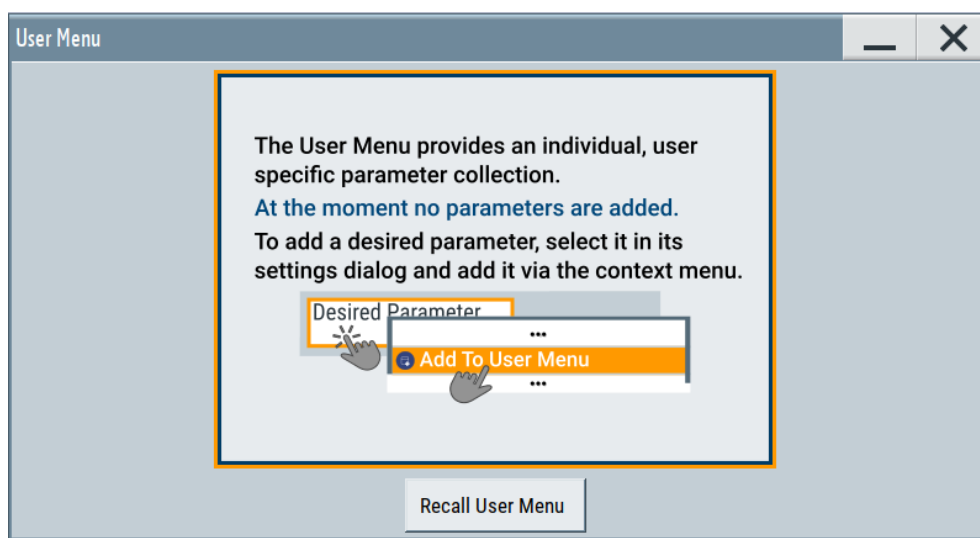 User Menu
The User Menu provides an individual, user
specific parameter collection.
At the moment no parameters are added.
To add a desired parameter, select it in its
settings dialog and add it via the context menu.
Desired Parameter
•••
Add To User Menu
•••
Recall User Menu